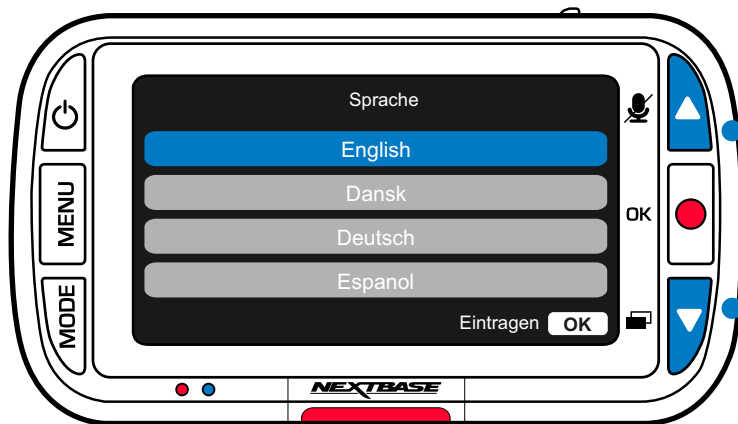 Sprache
English
Dansk
Deutsch
Espanol
Eintragen OK
MENU
MODE
OK
NEXTBASE